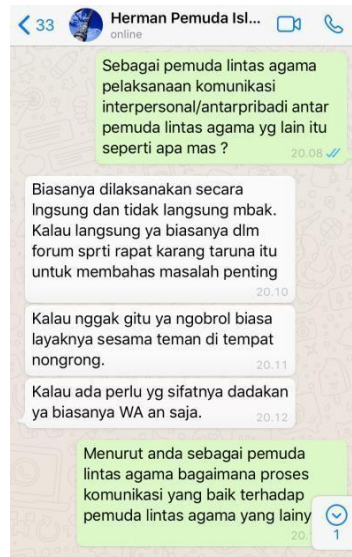 33
Herman Pemuda Isl...
online
Sebagai pemuda lintas agama
pelaksanaan komunikasi
interpersonal/antarpribadi antar
pemuda lintas agama yg lain itu
seperti apa mas ?
20.08
Biasanya dilaksanakan secara
lngsung dan tidak langsung mbak.
Kalau langsung ya biasanya dlm
forum sprti rapat karang taruna itu
untuk membahas masalah penting
20.10
Kalau nggak gitu ya ngobrol biasa
layaknya sesama teman di tempat
nongrong.
20.11
Kalau ada perlu yg sifatnya dadakan
ya biasanya WA an saja.
20.12
Menurut anda sebagai pemuda
lintas agama bagaimana proses
komunikasi yang baik terhadap
pemuda lintas agama yang lainy
20.
1